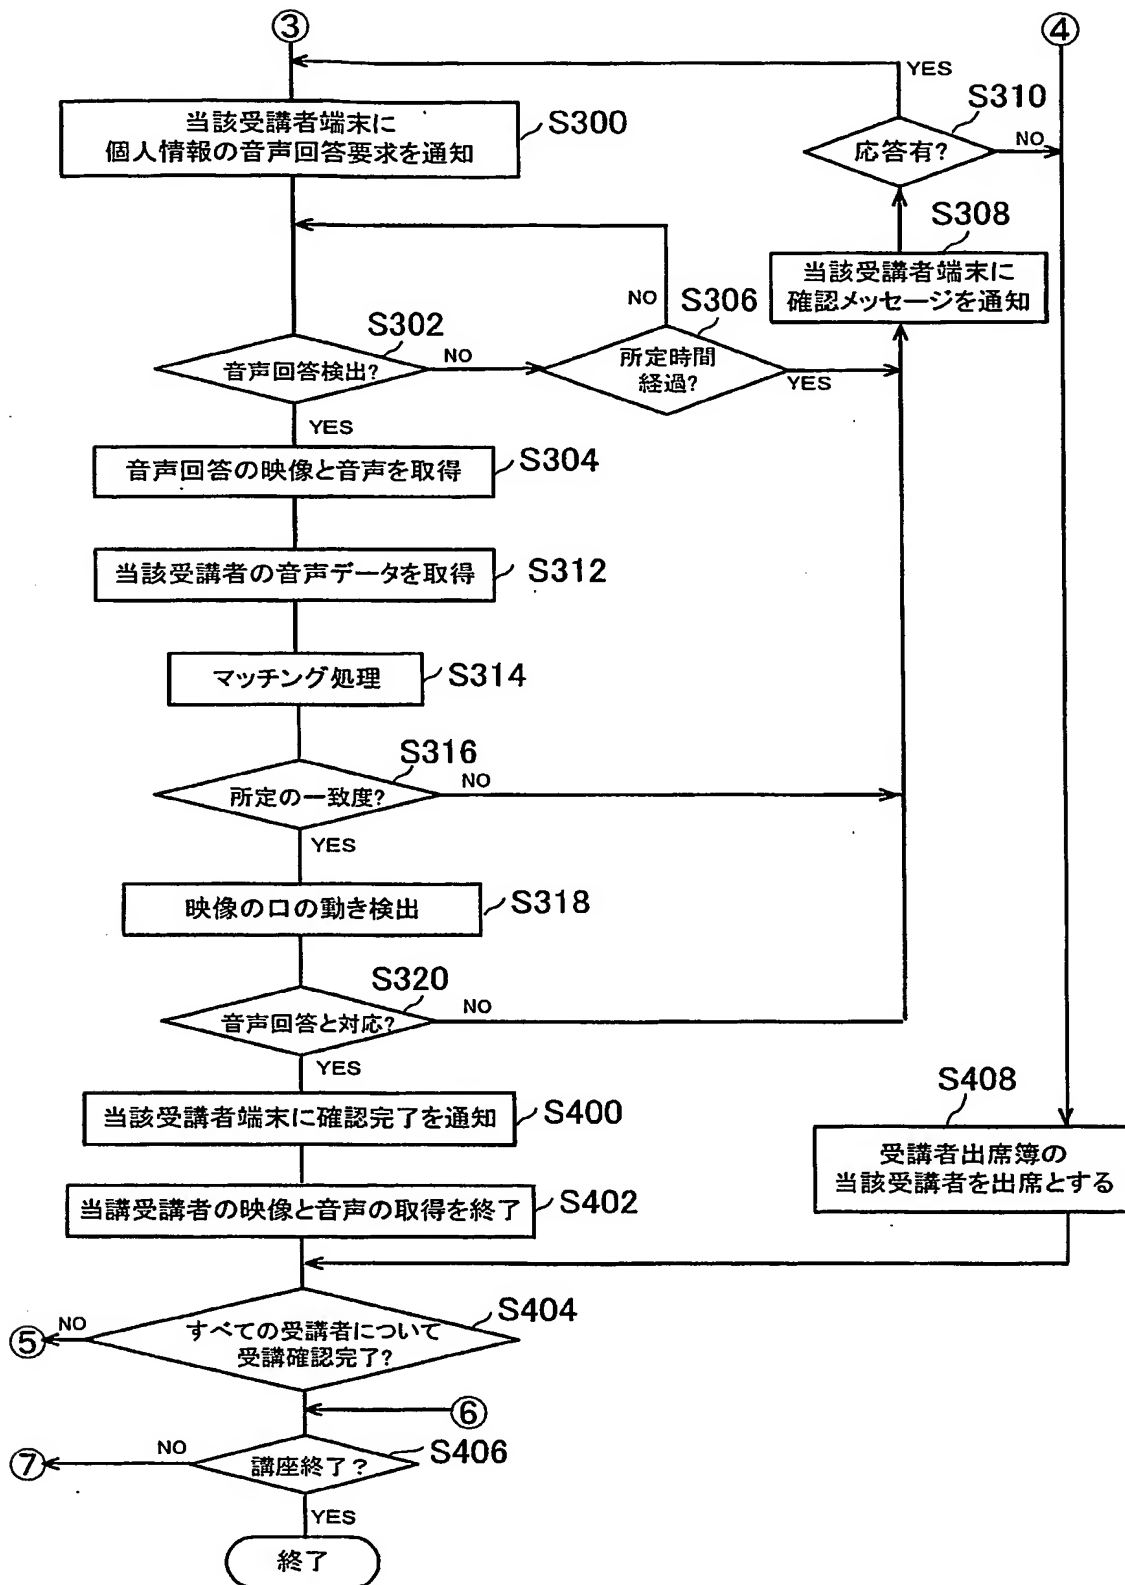 ③
④
YES
S310
当該受講者端末に
個人情報の音声回答要求を通知
S300
応答有?
NO
S308
当該受講者端末に
確認メッセージを通知
NO
S306
S302
音声回答検出?
NO
所定時間
経過?
YES
YES
音声回答の映像と音声を取得
S304
当該受講者の音声データを取得
S312
マッチング処理
S314
S316
所定の一致度?
NO
YES
映像の口の動き検出
S318
S320
音声回答と対応?
NO
YES
当該受講者端末に確認完了を通知
S400
S408
受講者出席簿の
当該受講者を出席とする
当講受講者の映像と音声の取得を終了
S402
S404
NO
⑤
すべての受講者について
受講確認完了?
⑥
NO
S406
⑦
講座終了?
YES
終了